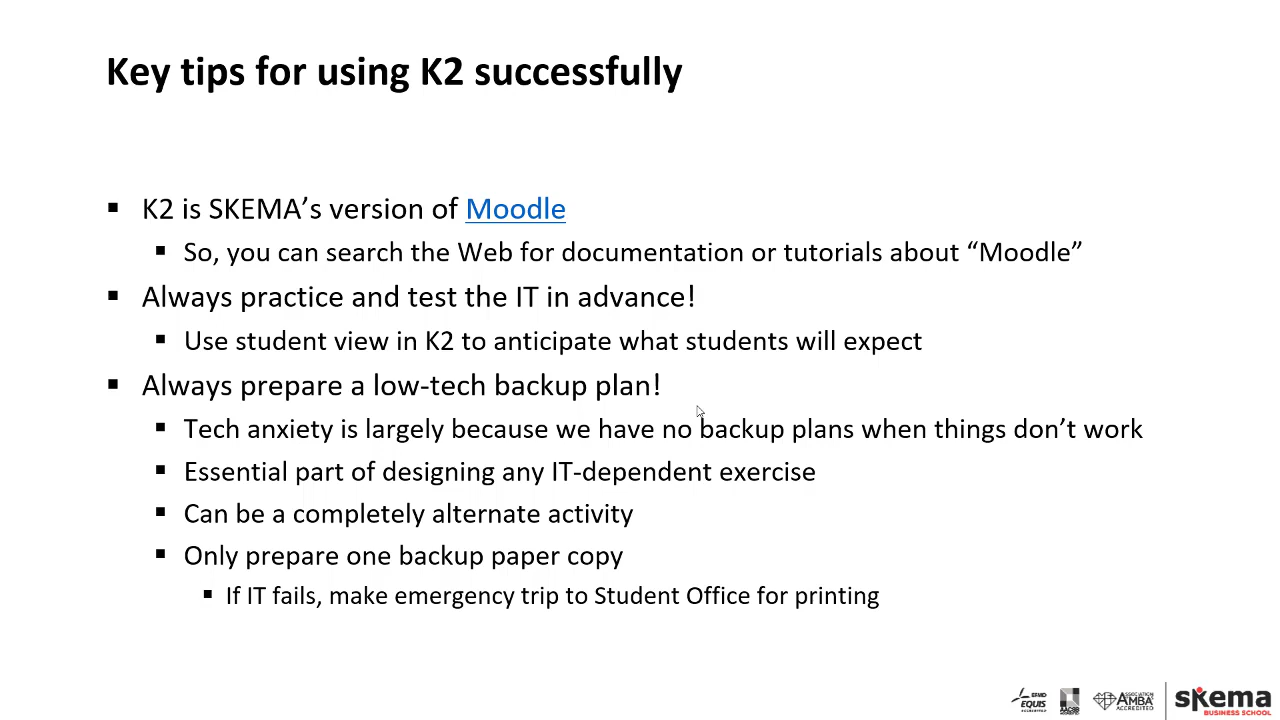 Key tips for using K2 successfully
▪ K2 is SKEMA’s version of Moodle
▪ So, you can search the Web for documentation or tutorials about “Moodle”
▪ Always practice and test the IT in advance!
▪ Use student view in K2 to anticipate what students will expect
▪ Always prepare a low-tech backup plan!
▪ Tech anxiety is largely because we have no backup plans when things don’t work
▪ Essential part of designing any IT-dependent exercise
▪ Can be a completely alternate activity
▪ Only prepare one backup paper copy
▪ If IT fails, make emergency trip to Student Office for printing
EFMD
EQUIS
AACSB
ASSOCIATION
AMBA
ACCREDITED
skema
BUSINESS SCHOOL